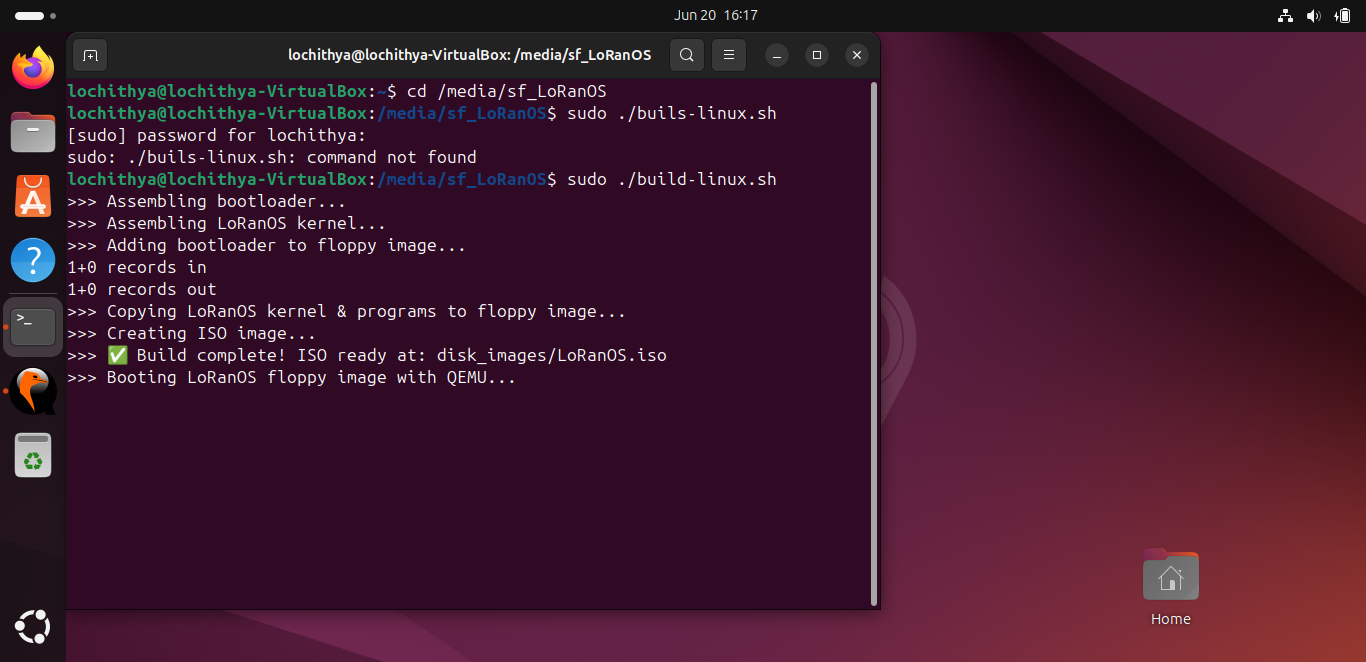 Jun 20 16:17
lochithya@lochithya-VirtualBox: /media/sf_LoRanOS
lochithya@lochithya-VirtualBox:~$ cd /media/sf_LoRanOS
lochithya@lochithya-VirtualBox:/media/sf_LoRanOS$ sudo ./buils-linux.sh
[sudo] password for lochithya:
sudo: ./buils-linux.sh: command not found
lochithya@lochithya-VirtualBox:/media/sf_LoRanOS$ sudo ./build-linux.sh
>>> Assembling bootloader...
>>> Assembling LoRanOS kernel...
>>> Adding bootloader to floppy image...
1+0 records in
1+0 records out
>>> Copying LoRanOS kernel & programs to floppy image...
>>> Creating ISO image...
>>> ✅ Build complete! ISO ready at: disk_images/LoRanOS.iso
>>> Booting LoRanOS floppy image with QEMU...
Home